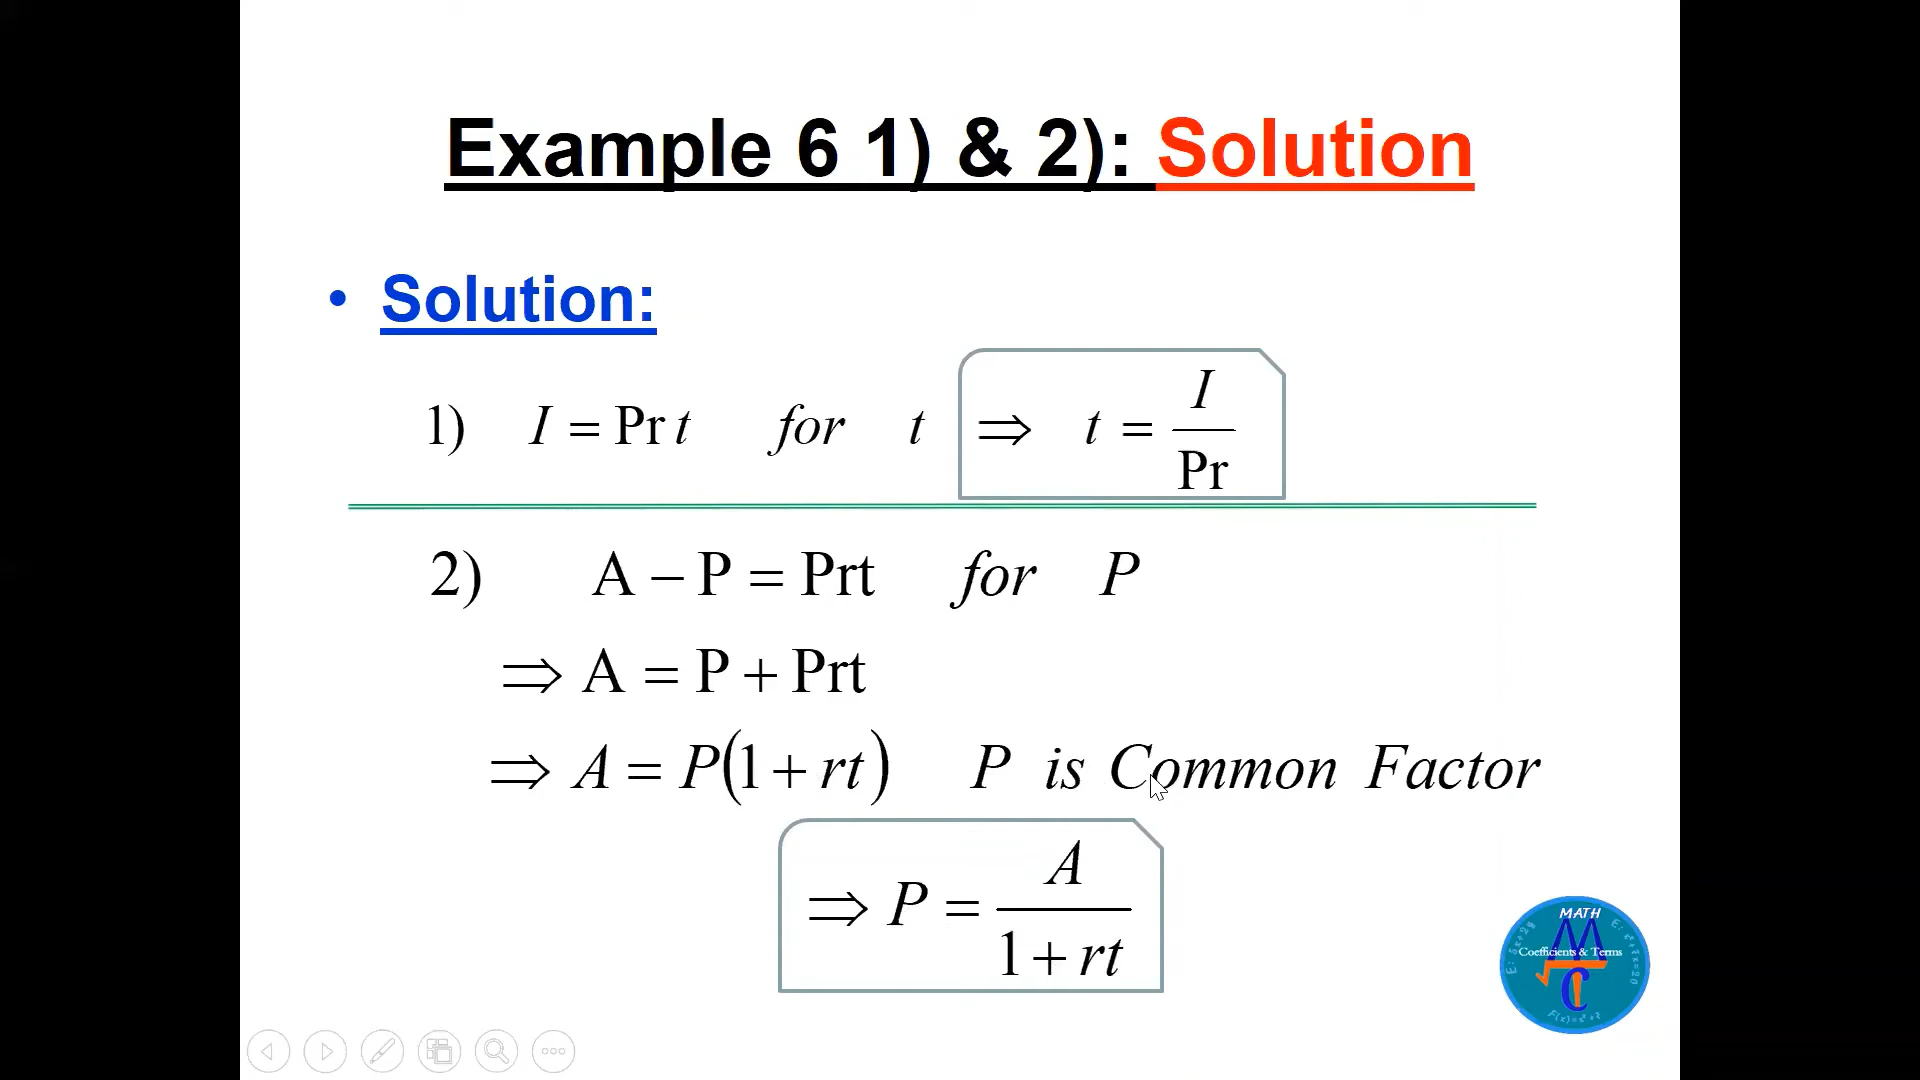 Example 6 1) & 2): Solution
• Solution:
1) I = Pr t for t ⇒ t = I / Pr
2) A − P = Prt for P
⇒ A = P + Prt
⇒ A = P(1 + rt) P is Common Factor
⇒ P = A / 1 + rt
MATH
Coefficients & Terms